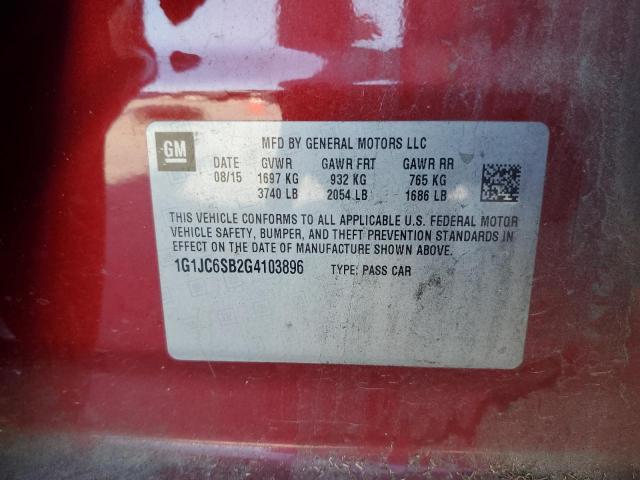 GM
MFD BY GENERAL MOTORS LLC
DATE GVWR GAWR FRT GAWR RR
08/15 1697 KG 932 KG 765 KG
3740 LB 2054 LB 1686 LB
THIS VEHICLE CONFORMS TO ALL APPLICABLE U.S. FEDERAL MOTOR
VEHICLE SAFETY, BUMPER, AND THEFT PREVENTION STANDARDS IN
EFFECT ON THE DATE OF MANUFACTURE SHOWN ABOVE.
1G1JC6SB2G4103896 TYPE: PASS CAR